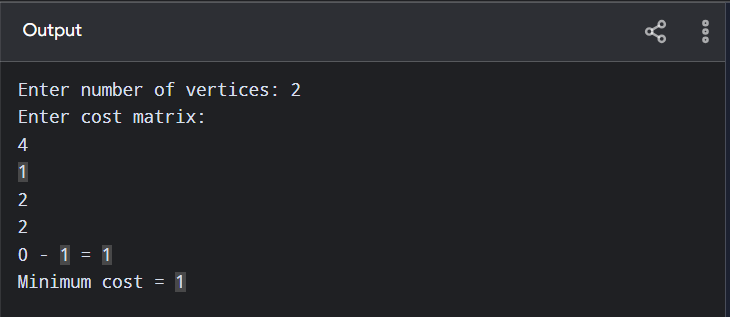 Output
Enter number of vertices: 2
Enter cost matrix:
4
1
2
2
0 - 1 = 1
Minimum cost = 1